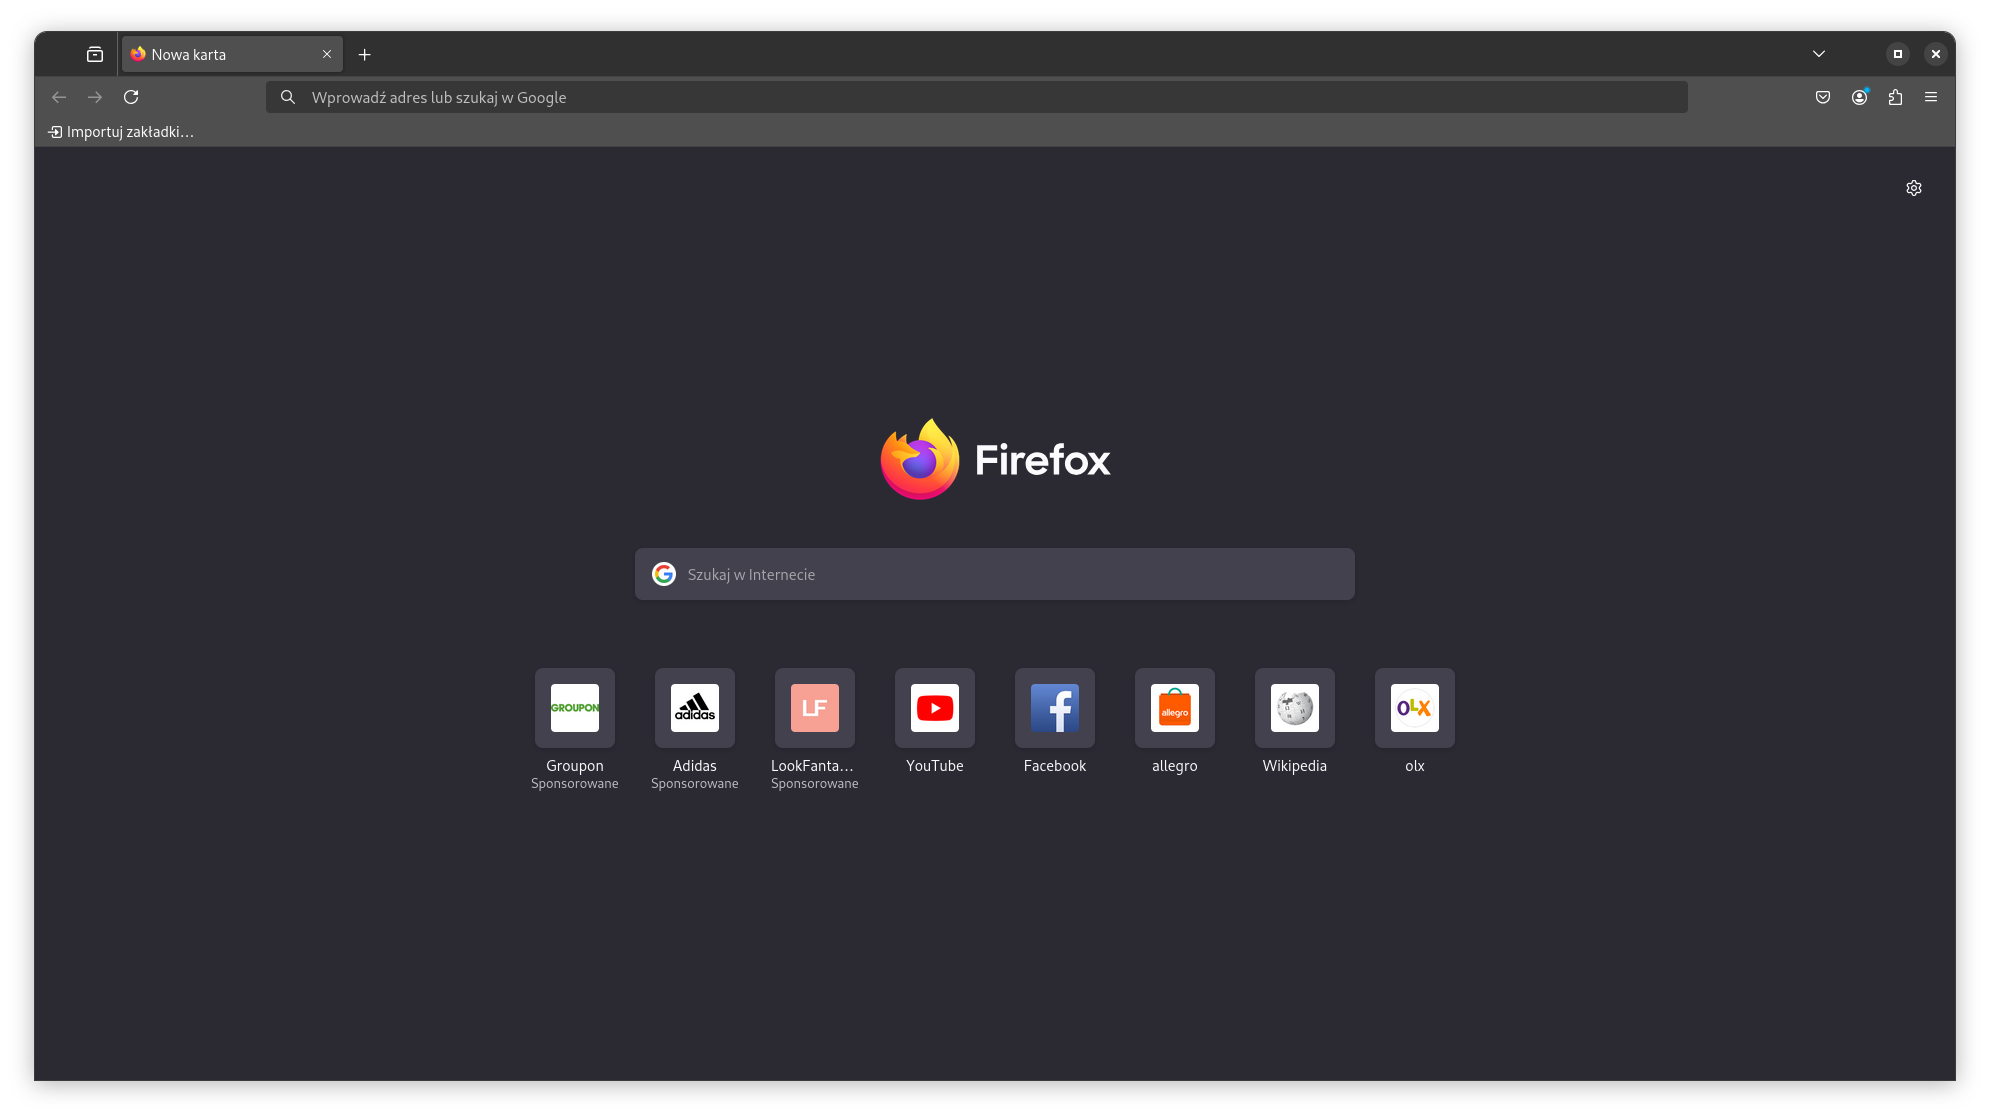 Nowa karta
Wprowadź adres lub szukaj w Google
Importuj zakładki...
Firefox
Szukaj w Internecie
GROUPON
adidas
LF
allegro
OLX
Groupon
Adidas
LookFanta...
YouTube
Facebook
allegro
Wikipedia
olx
Sponsorowane
Sponsorowane
Sponsorowane